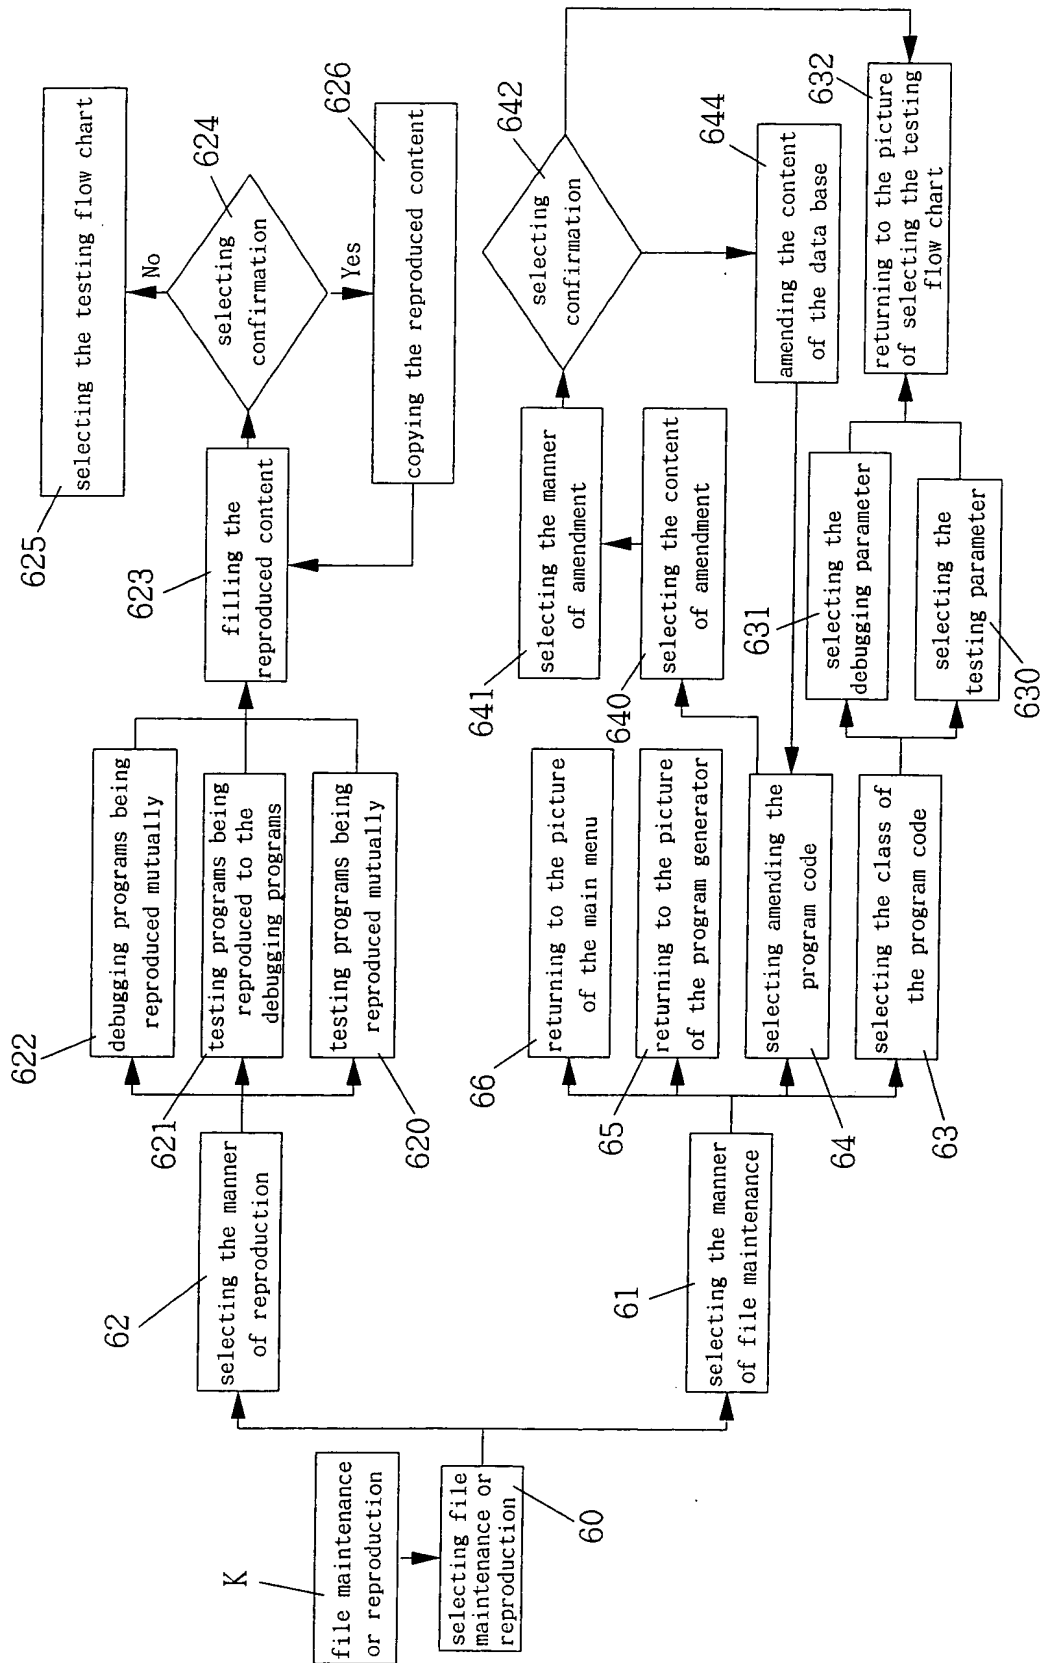 K
file maintenance
or reproduction
selecting file
maintenance or
reproduction
60
62
selecting the manner
of reproduction
61
selecting the manner
of file maintenance
622
debugging programs being
reproduced mutually
621
testing programs being
reproduced to the
debugging programs
620
testing programs being
reproduced mutually
623
filling the
reproduced content
624
selecting
confirmation
No
Yes
625
selecting the testing flow chart
626
copying the reproduced content
66
returning to the picture
of the main menu
65
returning to the picture
of the program generator
64
selecting amending the
program code
63
selecting the class of
the program code
641
selecting the manner
of amendment
640
selecting the content
of amendment
642
selecting
confirmation
644
amending the content
of the data base
631
selecting the
debugging parameter
630
selecting the
testing parameter
632
returning to the picture
of selecting the testing
flow chart